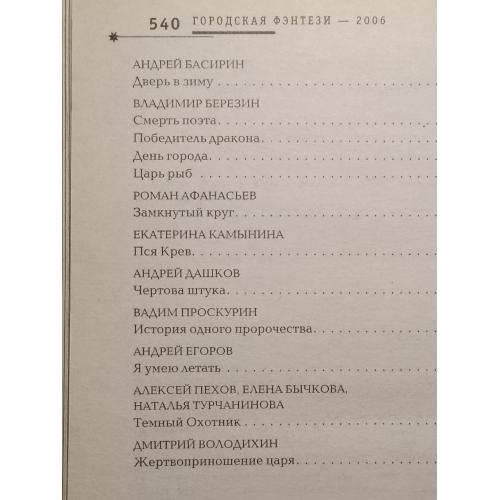 540 ГОРОДСКАЯ ФЭНТЕЗИ — 2006
АНДРЕЙ БАСИРИН
Дверь в зиму . . . . . . . . . . . . . . . . . . . . . . . .
ВЛАДИМИР БЕРЕЗИН
Смерть поэта . . . . . . . . . . . . . . . . . . . . . . . .
Победитель дракона. . . . . . . . . . . . . . . . . . . .
День города. . . . . . . . . . . . . . . . . . . . . . . . .
Царь рыб . . . . . . . . . . . . . . . . . . . . . . . . . .
РОМАН АФАНАСЬЕВ
Замкнутый круг. . . . . . . . . . . . . . . . . . . . . .
ЕКАТЕРИНА КАМЫНИНА
Пся Крев. . . . . . . . . . . . . . . . . . . . . . . . . . .
АНДРЕЙ ДАШКОВ
Чертова штука. . . . . . . . . . . . . . . . . . . . . . .
ВАДИМ ПРОСКУРИН
История одного пророчества. . . . . . . . . . . . .
АНДРЕЙ ЕГОРОВ
Я умею летать . . . . . . . . . . . . . . . . . . . . . . .
АЛЕКСЕЙ ПЕХОВ, ЕЛЕНА БЫЧКОВА,
НАТАЛЬЯ ТУРЧАНИНОВА
Темный Охотник . . . . . . . . . . . . . . . . . . . . .
ДМИТРИЙ ВОЛОДИХИН
Жертвоприношение царя. . . . . . . . . . . . . . .